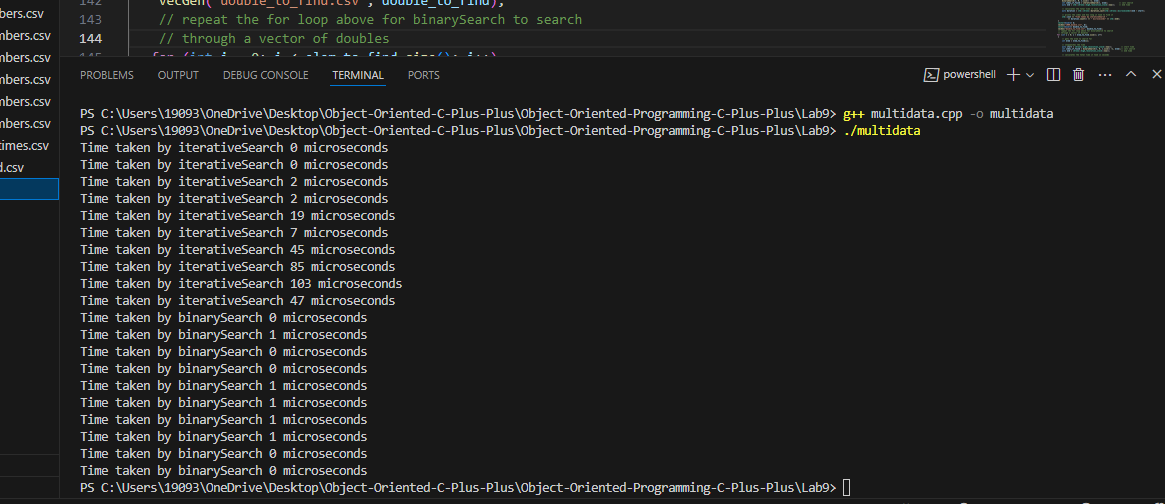 bers.csv
mbers.csv
mbers.csv
mbers.csv
mbers.csv
mbers.csv
times.csv
d.csv
142 vecGen("double_to_find.csv", double_to_find);
143 // repeat the for loop above for binarySearch to search
144 // through a vector of doubles
145 for (int i = 0; i < elem_to_find.size(); i++)
PROBLEMS OUTPUT DEBUG CONSOLE TERMINAL PORTS powershell
PS C:\Users\19093\OneDrive\Desktop\Object-Oriented-C-Plus-Plus\Object-Oriented-Programming-C-Plus-Plus\Lab9> g++ multidata.cpp -o multidata
PS C:\Users\19093\OneDrive\Desktop\Object-Oriented-C-Plus-Plus\Object-Oriented-Programming-C-Plus-Plus\Lab9> ./multidata
Time taken by iterativeSearch 0 microseconds
Time taken by iterativeSearch 0 microseconds
Time taken by iterativeSearch 2 microseconds
Time taken by iterativeSearch 2 microseconds
Time taken by iterativeSearch 19 microseconds
Time taken by iterativeSearch 7 microseconds
Time taken by iterativeSearch 45 microseconds
Time taken by iterativeSearch 85 microseconds
Time taken by iterativeSearch 103 microseconds
Time taken by iterativeSearch 47 microseconds
Time taken by binarySearch 0 microseconds
Time taken by binarySearch 1 microseconds
Time taken by binarySearch 0 microseconds
Time taken by binarySearch 0 microseconds
Time taken by binarySearch 1 microseconds
Time taken by binarySearch 1 microseconds
Time taken by binarySearch 1 microseconds
Time taken by binarySearch 1 microseconds
Time taken by binarySearch 0 microseconds
Time taken by binarySearch 0 microseconds
PS C:\Users\19093\OneDrive\Desktop\Object-Oriented-C-Plus-Plus\Object-Oriented-Programming-C-Plus-Plus\Lab9>